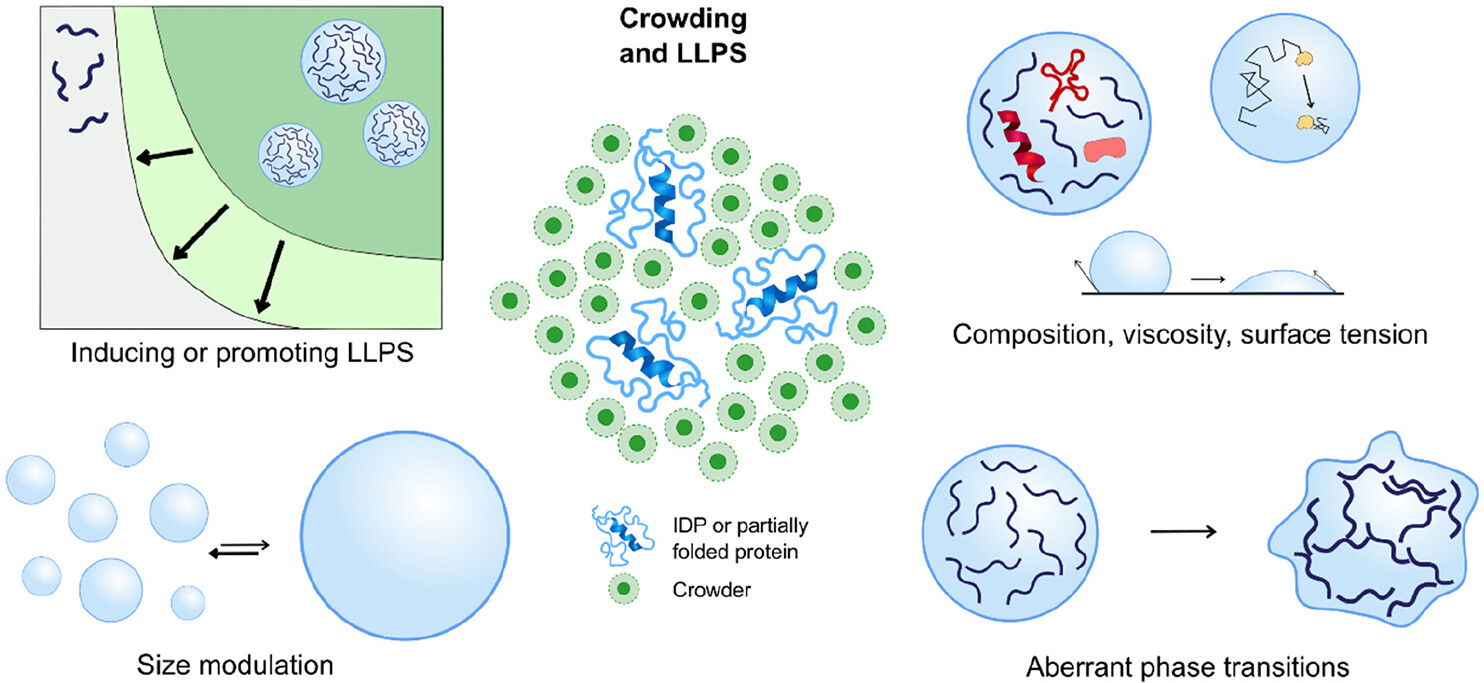 Crowding
and LLPS
Inducing or promoting LLPS
Composition, viscosity, surface tension
IDP or partially
folded protein
Crowder
Size modulation
Aberrant phase transitions